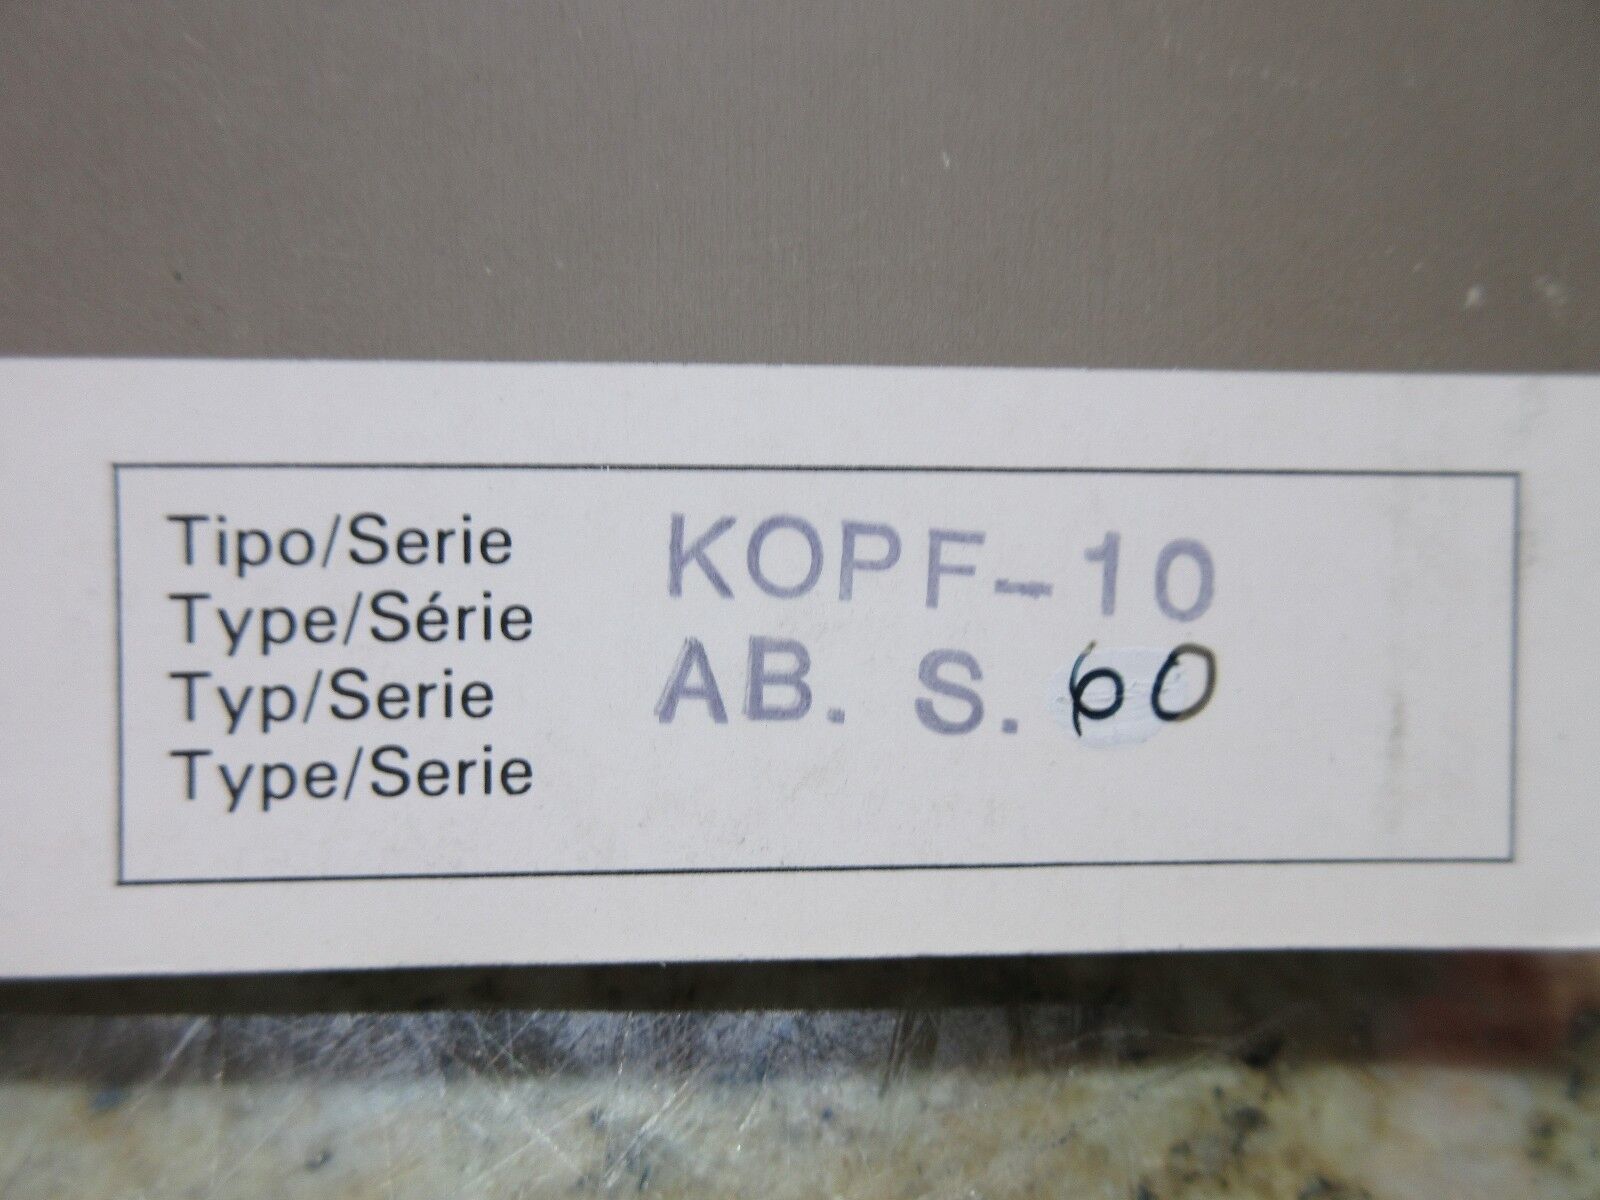 Tipo/Serie KOPF-10
Type/Série
Typ/Serie AB. S. 60
Type/Serie